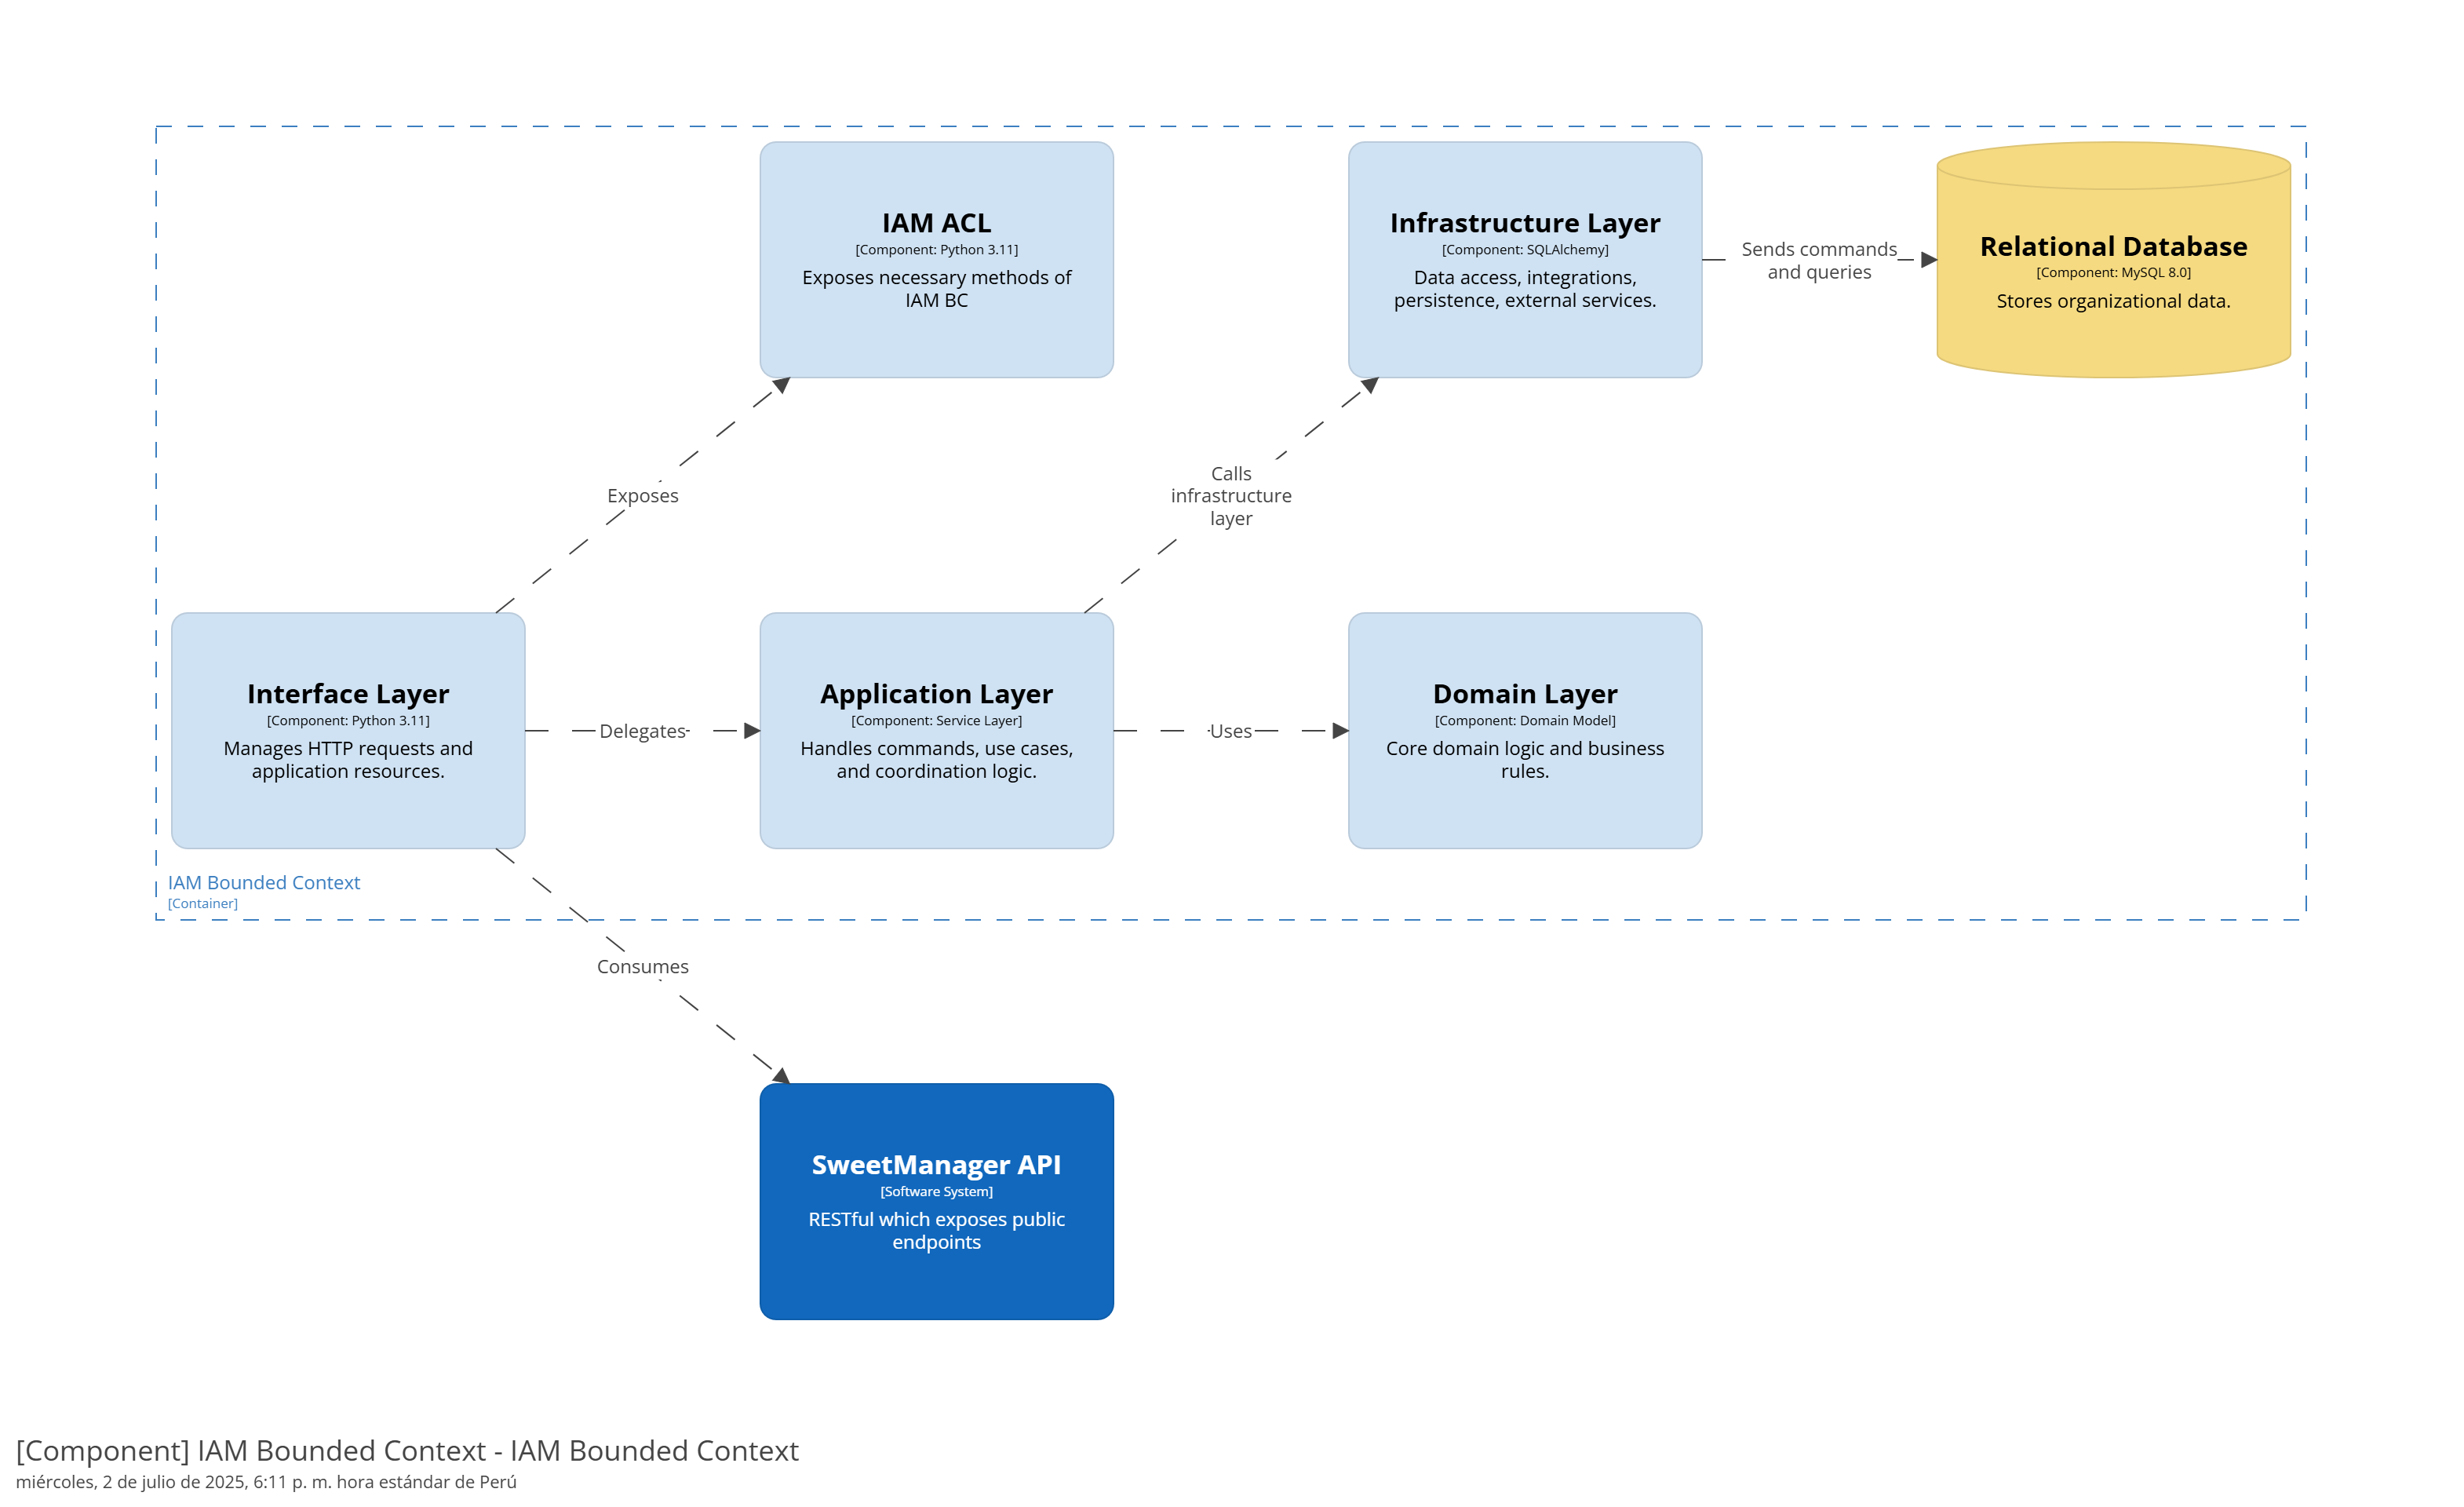 IAM ACL
[Component: Python 3.11]
Exposes necessary methods of
IAM BC
Infrastructure Layer
[Component: SQLAlchemy]
Data access, integrations,
persistence, external services.
Sends commands
and queries
Relational Database
[Component: MySQL 8.0]
Stores organizational data.
Exposes
Calls
infrastructure
layer
Interface Layer
[Component: Python 3.11]
Manages HTTP requests and
application resources.
Delegates
Application Layer
[Component: Service Layer]
Handles commands, use cases,
and coordination logic.
Uses
Domain Layer
[Component: Domain Model]
Core domain logic and business
rules.
IAM Bounded Context
[Container]
Consumes
SweetManager API
[Software System]
RESTful which exposes public
endpoints
[Component] IAM Bounded Context - IAM Bounded Context
miércoles, 2 de julio de 2025, 6:11 p. m. hora estándar de Perú